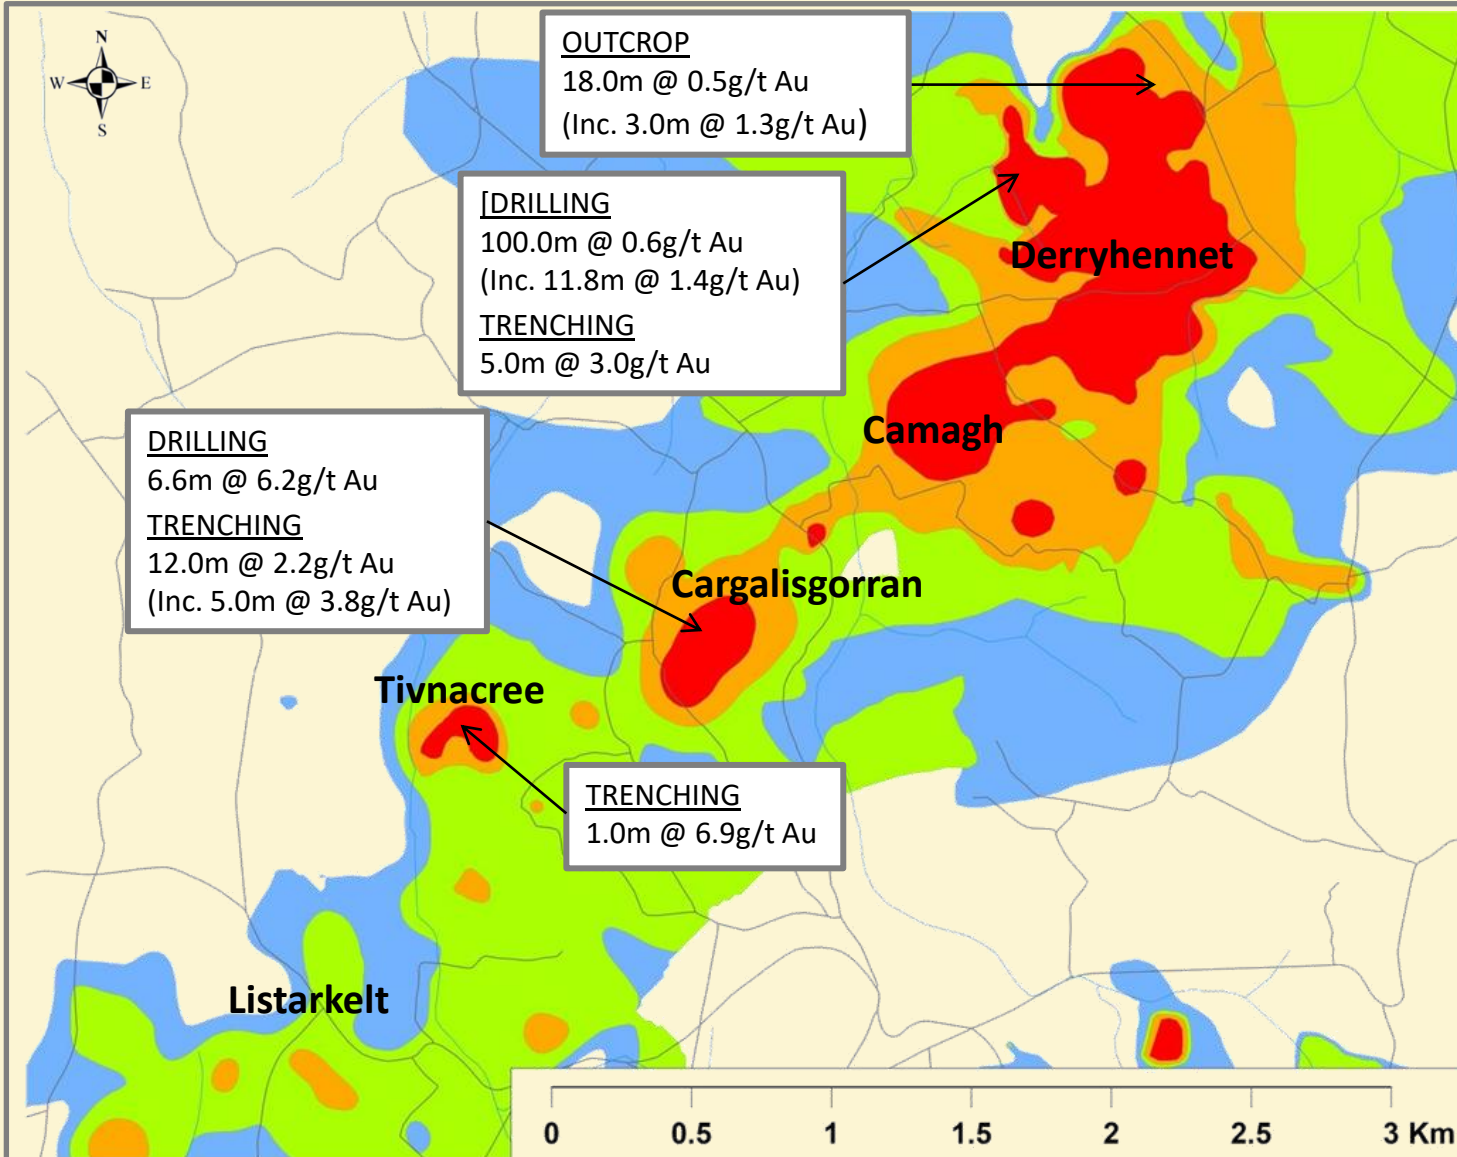 N
W E
S
OUTCROP
18.0m @ 0.5g/t Au
(Inc. 3.0m @ 1.3g/t Au)
[DRILLING
100.0m @ 0.6g/t Au
(Inc. 11.8m @ 1.4g/t Au)
TRENCHING
5.0m @ 3.0g/t Au
Derryhennet
Camagh
DRILLING
6.6m @ 6.2g/t Au
TRENCHING
12.0m @ 2.2g/t Au
(Inc. 5.0m @ 3.8g/t Au)
Cargalisgorran
Tivnacree
TRENCHING
1.0m @ 6.9g/t Au
Listarkelt
0 0.5 1 1.5 2 2.5 3 Km